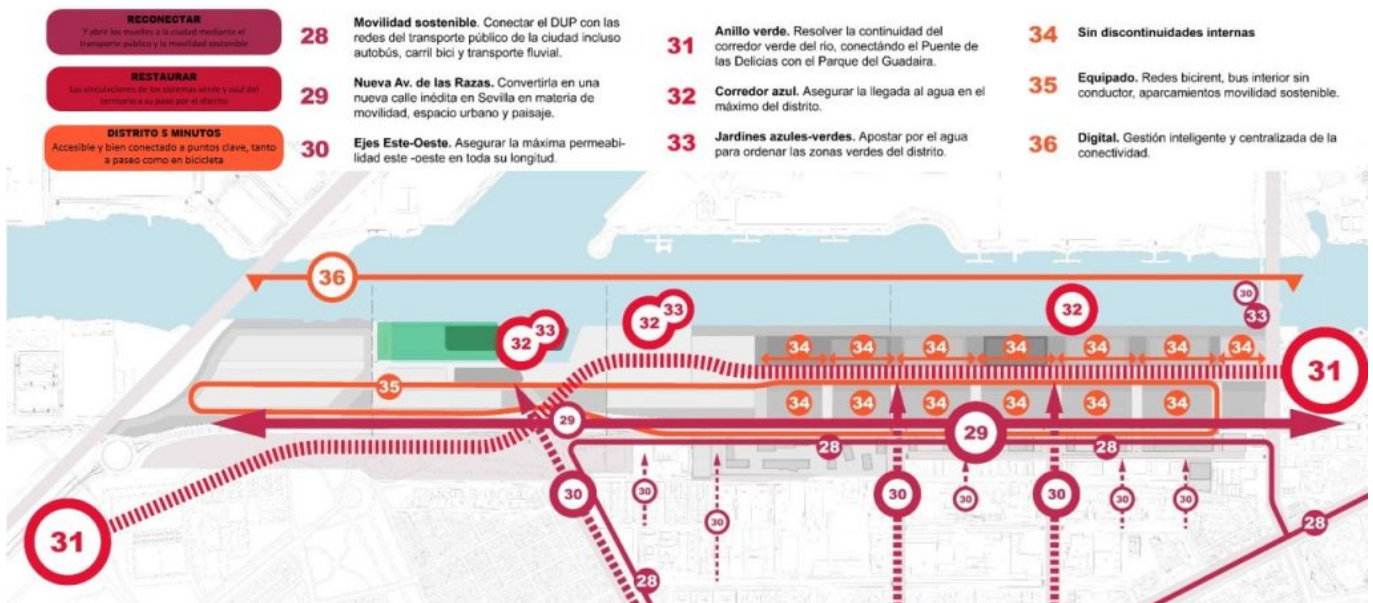 RECONECTAR
Y abrir los muelles a la ciudad mediante el
transporte público y la movilidad sostenible
RESTAURAR
Las vinculaciones de los sistemas verde y azul del
territorio a su paso por el distrito
DISTRITO 5 MINUTOS
Accesible y bien conectado a puntos clave, tanto
a paseo como en bicicleta
28
Movilidad sostenible. Conectar el DUP con las
redes del transporte público de la ciudad incluso
autobús, carril bici y transporte fluvial.
29
Nueva Av. de las Razas. Convertirla en una
nueva calle inédita en Sevilla en materia de
movilidad, espacio urbano y paisaje.
30
Ejes Este-Oeste. Asegurar la máxima permeabi-
lidad este -oeste en toda su longitud.
31
Anillo verde. Resolver la continuidad del
corredor verde del rio, conectándo el Puente de
las Delicias con el Parque del Guadaira.
32
Corredor azul. Asegurar la llegada al agua en el
máximo del distrito.
33
Jardines azules-verdes. Apostar por el agua
para ordenar las zonas verdes del distrito.
34
Sin discontinuidades internas
35
Equipado. Redes bicirent, bus interior sin
conductor, aparcamientos movilidad sostenible.
36
Digital. Gestión inteligente y centralizada de la
conectividad.
36
30
33
32
33
32
33
32
34 34 34 34 34 34 34
31
35
34 34 34 34 34 34
29
29
28
28
30
30
30
30
30
30
30
30
31
28
28